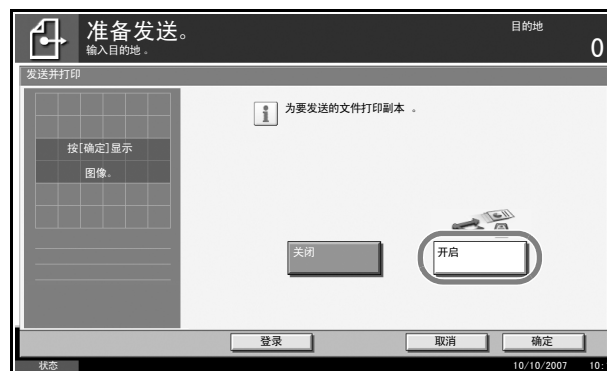 准备发送。
输入目的地。
目的地
0
发送并打印
为要发送的文件打印副本 。
按[确定]显示
图像。
关闭
开启
登录
取消
确定
状态
10/10/2007 10: